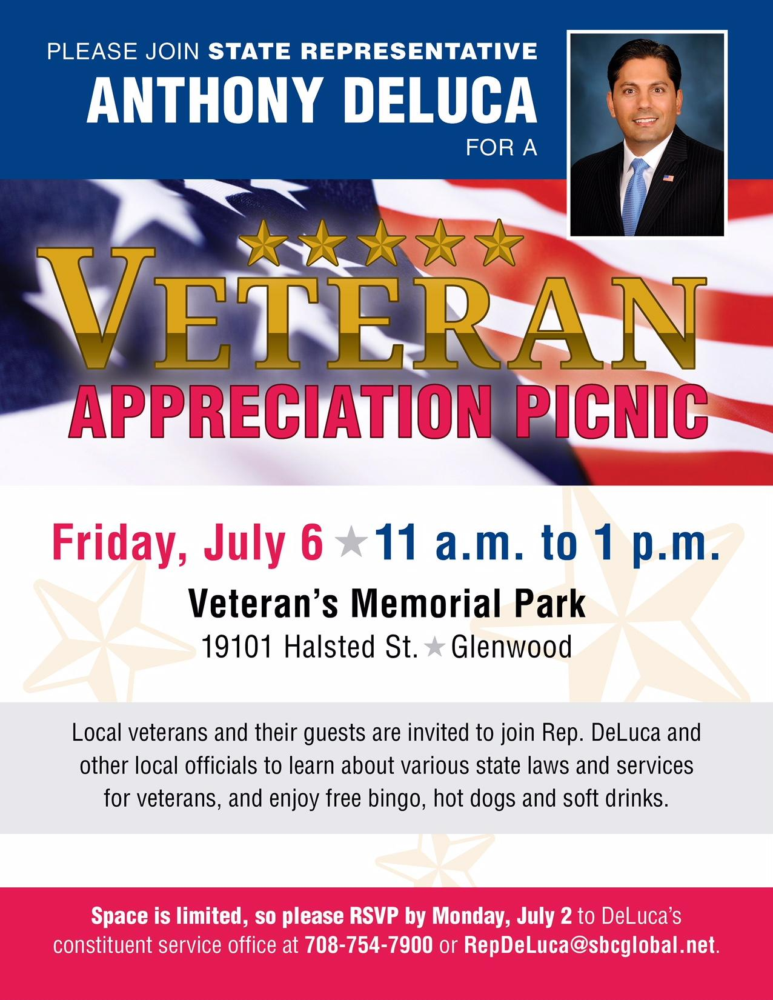 PLEASE JOIN STATE REPRESENTATIVE
ANTHONY DELUCA
FOR A
VETERAN
APPRECIATION PICNIC
Friday, July 6 ★ 11 a.m. to 1 p.m.
Veteran’s Memorial Park
19101 Halsted St. ★ Glenwood
Local veterans and their guests are invited to join Rep. DeLuca and
other local officials to learn about various state laws and services
for veterans, and enjoy free bingo, hot dogs and soft drinks.
Space is limited, so please RSVP by Monday, July 2 to DeLuca’s
constituent service office at 708-754-7900 or RepDeLuca@sbcglobal.net.